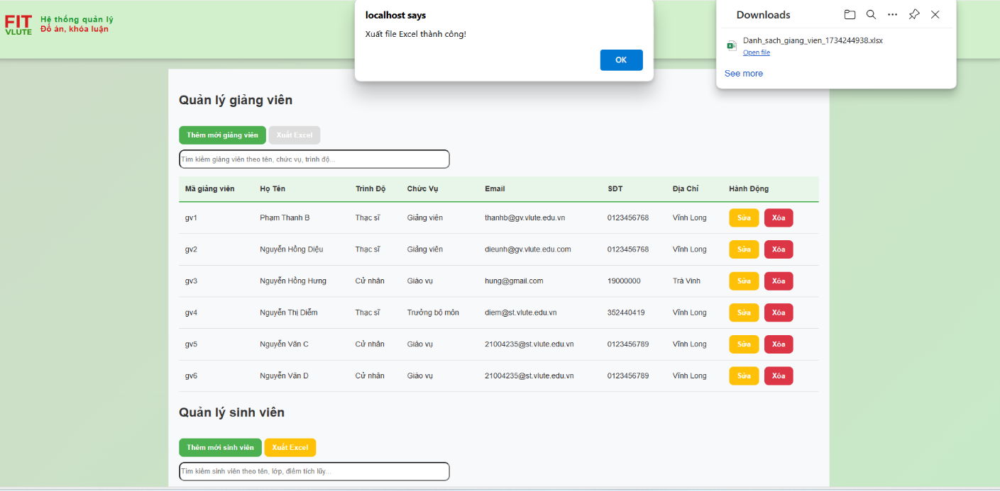 FIT
VLUTE
Hệ thống quản lý
Đồ án, khóa luận
localhost says
Xuất file Excel thành công!
OK
Downloads
Danh_sach_giang_vien_1734244938.xlsx
Open file
See more
Quản lý giảng viên
Thêm mới giảng viên Xuất Excel
Tìm kiếm giảng viên theo tên, chức vụ, trình độ...
Mã giảng viên Họ Tên Trình Độ Chức Vụ Email SĐT Địa Chỉ Hành Động
gv1 Phạm Thanh B Thạc sĩ Giảng viên thanhb@gv.vlute.edu.vn 0123456768 Vĩnh Long Sửa Xóa
gv2 Nguyễn Hồng Diệu Thạc sĩ Giảng viên dieunh@gv.vlute.edu.com 0123456768 Vĩnh Long Sửa Xóa
gv3 Nguyễn Hồng Hưng Cử nhân Giáo vụ hung@gmail.com 19000000 Trà Vinh Sửa Xóa
gv4 Nguyễn Thị Diễm Thạc sĩ Trưởng bộ môn diem@st.vlute.edu.vn 352440419 Vĩnh Long Sửa Xóa
gv5 Nguyễn Văn C Cử nhân Giáo vụ 21004235@st.vlute.edu.vn 0123456789 Vĩnh Long Sửa Xóa
gv6 Nguyễn Văn D Cử nhân Giáo vụ 21004235@st.vlute.edu.vn 0123456789 Vĩnh Long Sửa Xóa
Quản lý sinh viên
Thêm mới sinh viên Xuất Excel
Tìm kiếm sinh viên theo tên, lớp, điểm tích lũy...